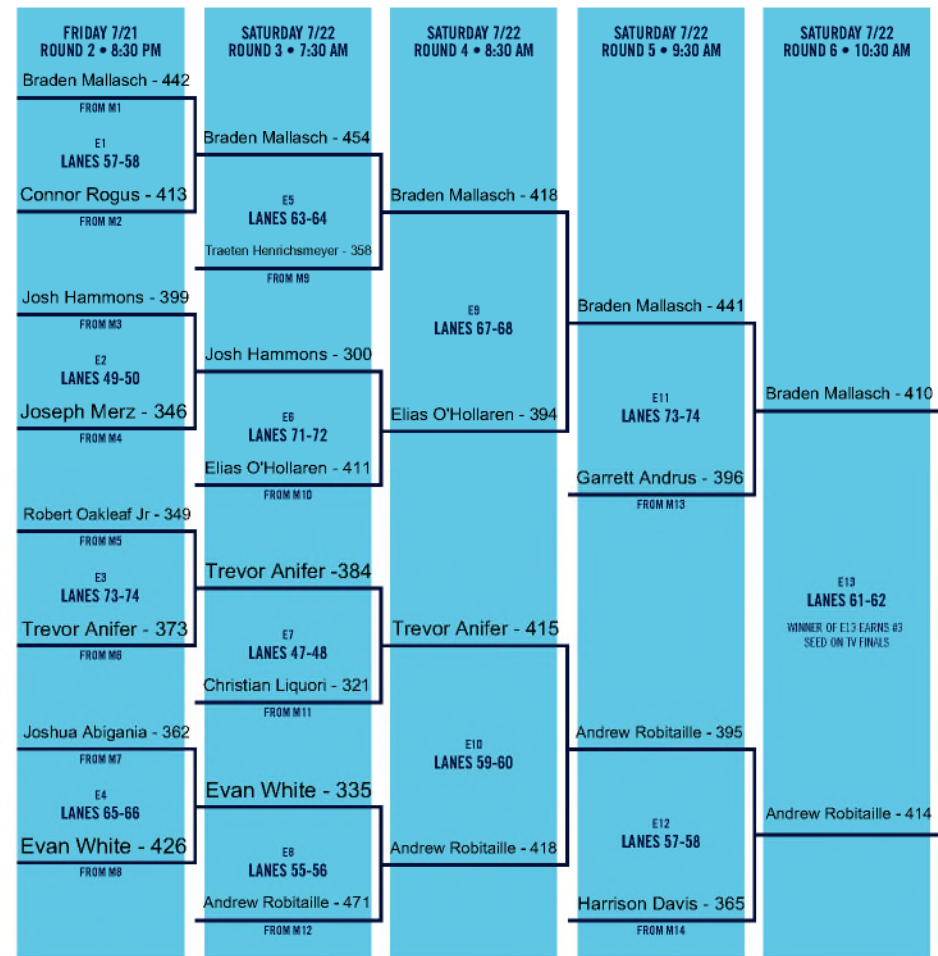 FRIDAY 7/21
ROUND 2 • 8:30 PM
Braden Mallasch - 442
FROM M1
E1
LANES 57-58
Connor Rogus - 413
FROM M2
Josh Hammons - 399
FROM M3
E2
LANES 49-50
Joseph Merz - 346
FROM M4
Robert Oakleaf Jr - 349
FROM M5
E3
LANES 73-74
Trevor Anifer - 373
FROM M6
Joshua Abigania - 362
FROM M7
E4
LANES 65-66
Evan White - 426
FROM M8
SATURDAY 7/22
ROUND 3 • 7:30 AM
Braden Mallasch - 454
E5
LANES 63-64
Traeten Henrichsmeyer - 358
FROM M9
Josh Hammons - 300
E6
LANES 71-72
Elias O'Hollaren - 411
FROM M10
Trevor Anifer -384
E7
LANES 47-48
Christian Liquori - 321
FROM M11
Evan White - 335
E8
LANES 55-56
Andrew Robitaille - 471
FROM M12
SATURDAY 7/22
ROUND 4 • 8:30 AM
Braden Mallasch - 418
E9
LANES 67-68
Elias O'Hollaren - 394
Trevor Anifer - 415
E10
LANES 59-60
Andrew Robitaille - 418
SATURDAY 7/22
ROUND 5 • 9:30 AM
Braden Mallasch - 441
E11
LANES 73-74
Garrett Andrus - 396
FROM M13
Andrew Robitaille - 395
E12
LANES 57-58
Harrison Davis - 365
FROM M14
SATURDAY 7/22
ROUND 6 • 10:30 AM
Braden Mallasch - 410
E13
LANES 61-62
WINNER OF E13 EARNS #3
SEED ON TV FINALS
Andrew Robitaille - 414